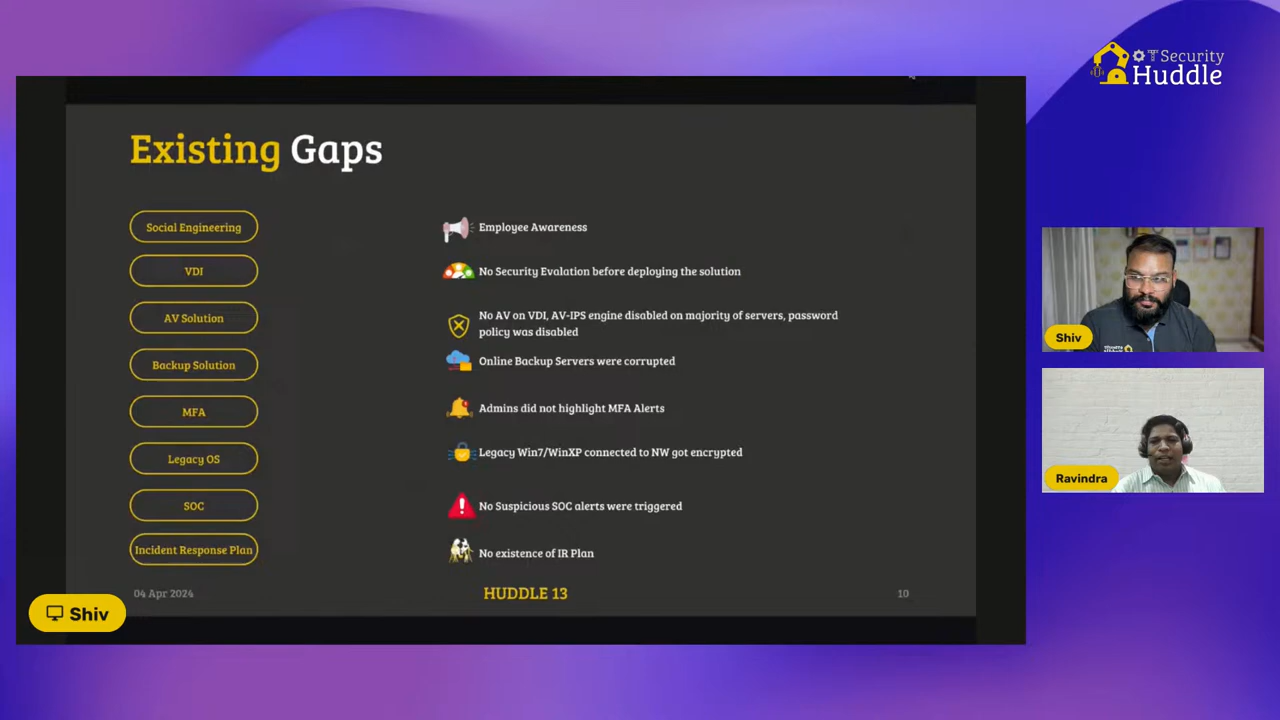 OT Security
Huddle
Existing Gaps
Social Engineering
Employee Awareness
VDI
No Security Evalation before deploying the solution
AV Solution
No AV on VDI, AV-IPS engine disabled on majority of servers, password
policy was disabled
Backup Solution
Online Backup Servers were corrupted
MFA
Admins did not highlight MFA Alerts
Legacy OS
Legacy Win7/WinXP connected to NW got encrypted
SOC
No Suspicious SOC alerts were triggered
Incident Response Plan
No existence of IR Plan
04 Apr 2024
HUDDLE 13
10
Shiv
Shiv
Ravindra